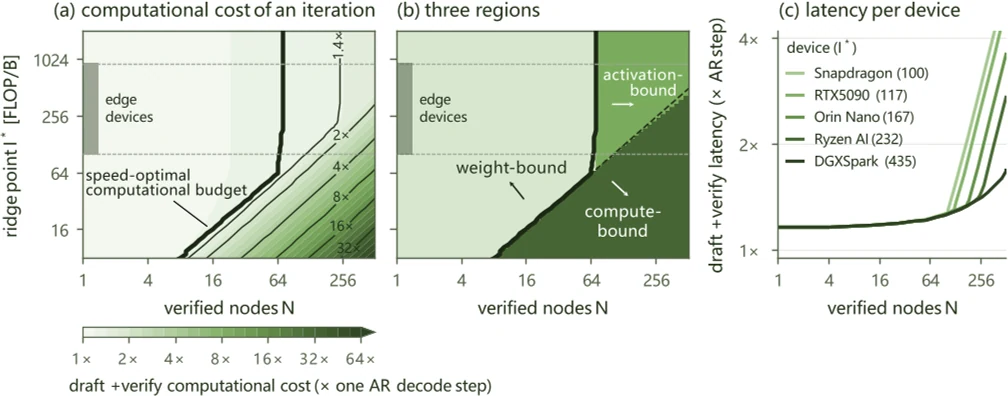 (a) computational cost of an iteration
ridge point I* [FLOP/B]
1024
256
64
16
edge
devices
speed-optimal
computational budget
1.4×
2×
4×
8×
16×
32×
1
4
16
64
256
verified nodes N
1×
2×
4×
8×
16×
32×
64×
draft +verify computational cost (× one AR decode step)
(b) three regions
edge
devices
activation-
bound
weight-bound
compute-
bound
1
4
16
64
256
verified nodes N
(c) latency per device
draft +verify latency (× AR step)
4×
2×
1×
device (I*)
Snapdragon (100)
RTX5090 (117)
Orin Nano (167)
Ryzen AI (232)
DGXSpark (435)
1
4
16
64
256
verified nodes N